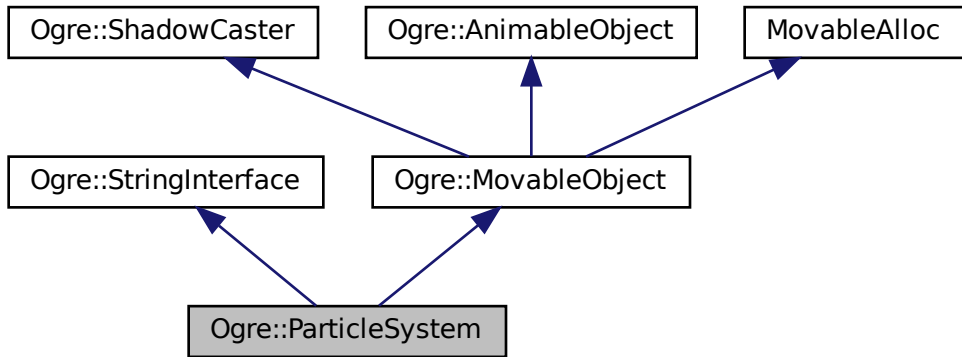 Ogre::ShadowCaster
Ogre::AnimableObject
MovableAlloc
Ogre::StringInterface
Ogre::MovableObject
Ogre::ParticleSystem